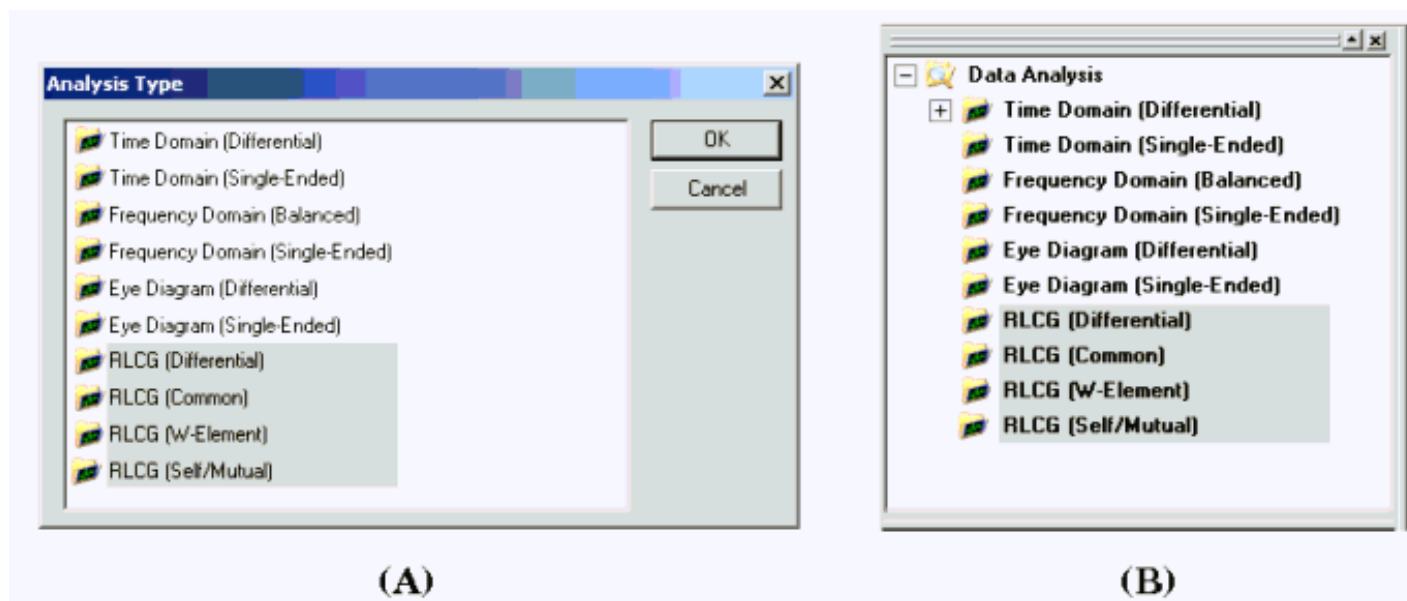 Analysis Type
Time Domain (Differential)
Time Domain (Single-Ended)
Frequency Domain (Balanced)
Frequency Domain (Single-Ended)
Eye Diagram (Differential)
Eye Diagram (Single-Ended)
RLCG (Differential)
RLCG (Common)
RLCG (W-Element)
RLCG (Self/Mutual)
OK
Cancel
(A)
Data Analysis
Time Domain (Differential)
Time Domain (Single-Ended)
Frequency Domain (Balanced)
Frequency Domain (Single-Ended)
Eye Diagram (Differential)
Eye Diagram (Single-Ended)
RLCG (Differential)
RLCG (Common)
RLCG (W-Element)
RLCG (Self/Mutual)
(B)